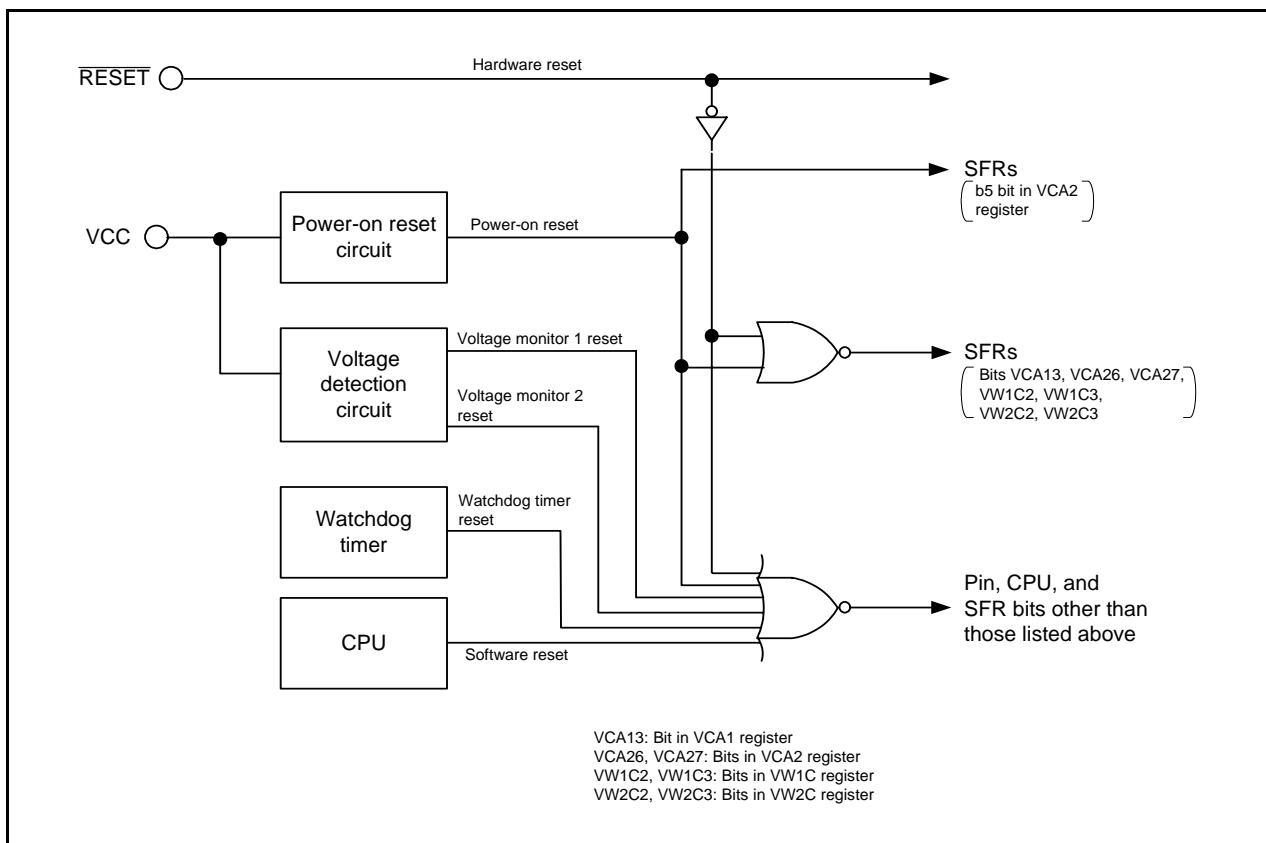 Hardware reset
RESET
SFRs
b5 bit in VCA2
register
Power-on reset
circuit
Power-on reset
VCC
Voltage monitor 1 reset
Voltage
detection
circuit
Voltage monitor 2
reset
SFRs
Bits VCA13, VCA26, VCA27,
VW1C2, VW1C3,
VW2C2, VW2C3
Watchdog
timer
Watchdog timer
reset
Pin, CPU, and
SFR bits other than
those listed above
CPU
Software reset
VCA13: Bit in VCA1 register
VCA26, VCA27: Bits in VCA2 register
VW1C2, VW1C3: Bits in VW1C register
VW2C2, VW2C3: Bits in VW2C register